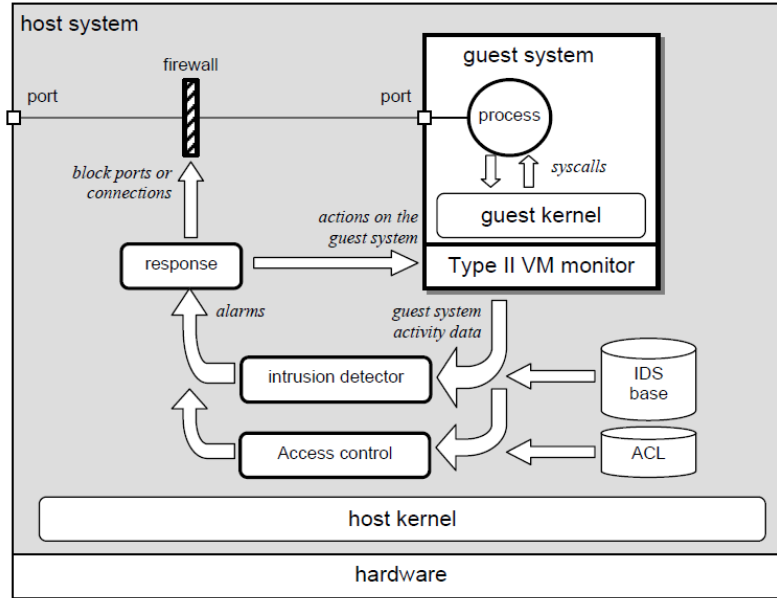 host system
firewall
port
port
guest system
process
syscalls
guest kernel
Type II VM monitor
block ports or
connections
actions on the
guest system
response
alarms
guest system
activity data
intrusion detector
IDS
base
Access control
ACL
host kernel
hardware